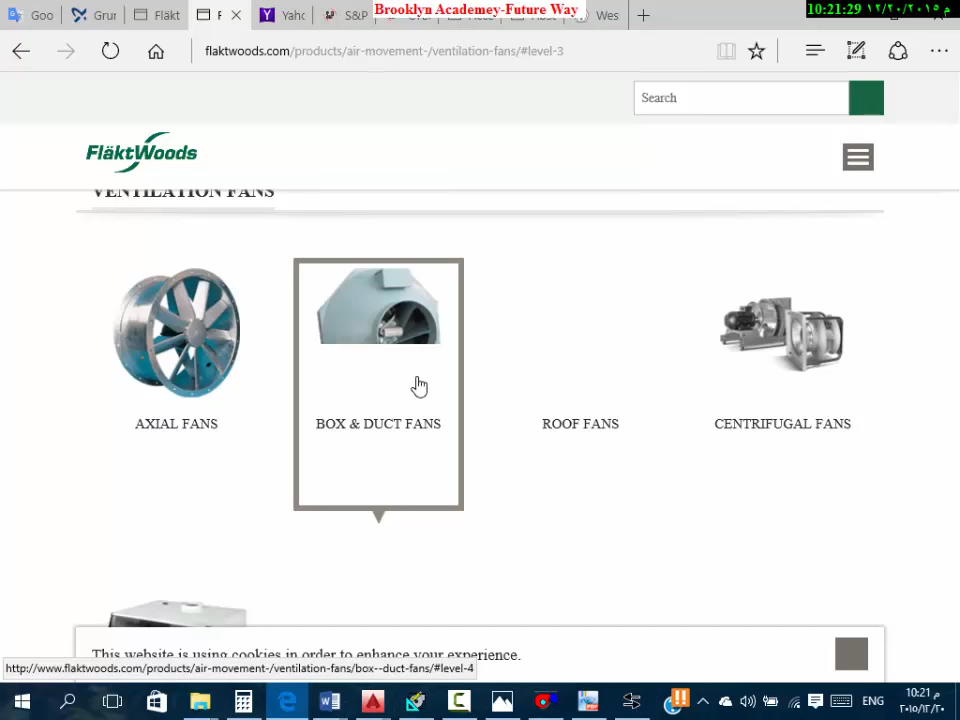 Brooklyn Academey-Future Way
10:21:29 م ١٢/٢٠/٢٠١٥
Goo
Grur
Fläkt
F
Yaho
S&P
Wes
flaktwoods.com/products/air-movement-/ventilation-fans/#level-3
Search
FläktWoods
VENTILATION FANS
AXIAL FANS
BOX & DUCT FANS
ROOF FANS
CENTRIFUGAL FANS
This website is using cookies in order to enhance your experience.
http://www.flaktwoods.com/products/air-movement-/ventilation-fans/box--duct-fans/#level-4
ENG
10:21 م
٢٠١٥/١٢/٢٠